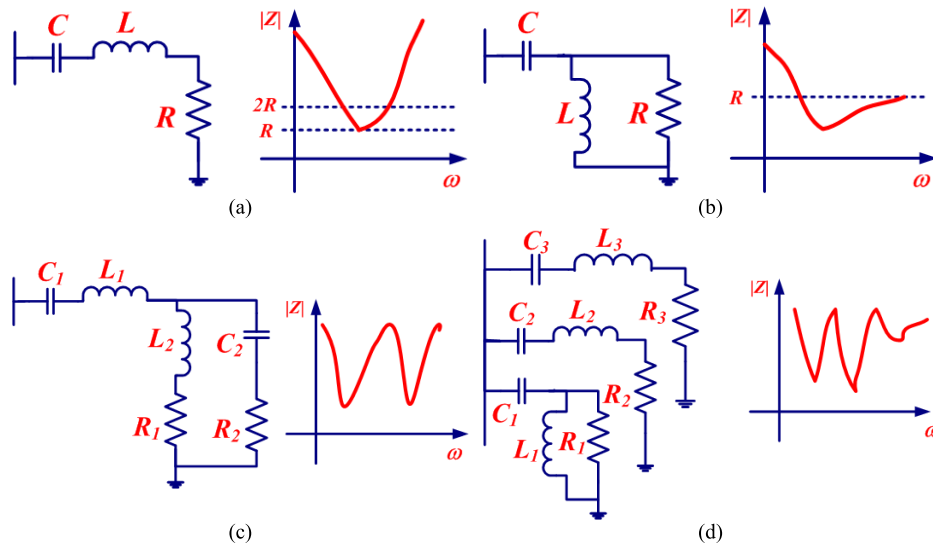 C L R
|Z| 2R R ω
(a)
C L R
|Z| R ω
(b)
C1 L1 L2 C2 R1 R2
|Z| ω
(c)
C3 L3 R3
C2 L2 R2
C1 L1 R1
|Z|
(d)